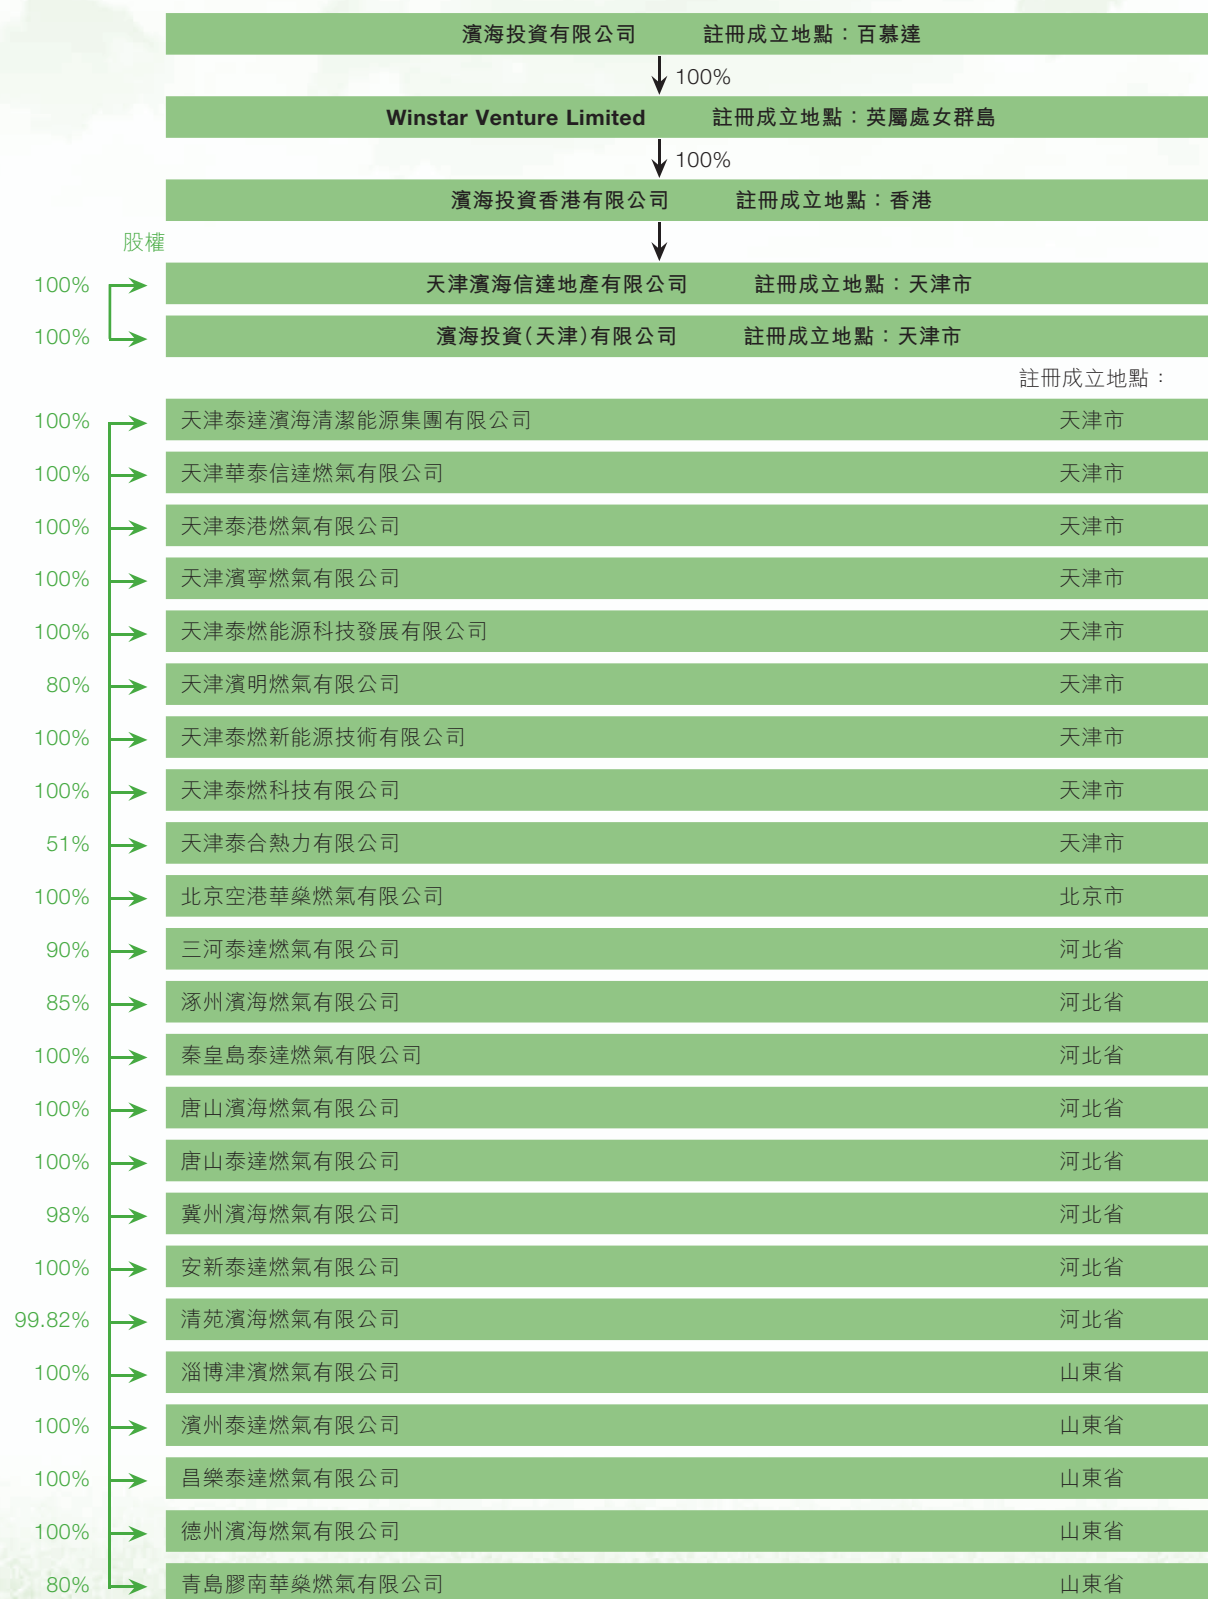 濱海投資有限公司 註冊成立地點：百慕達
100%
Winstar Venture Limited 註冊成立地點：英屬處女群島
100%
濱海投資香港有限公司 註冊成立地點：香港
股權
100% 天津濱海信達地產有限公司 註冊成立地點：天津市
100% 濱海投資(天津)有限公司 註冊成立地點：天津市
註冊成立地點：
100% 天津泰達濱海清潔能源集團有限公司 天津市
100% 天津華泰信達燃氣有限公司 天津市
100% 天津泰港燃氣有限公司 天津市
100% 天津濱寧燃氣有限公司 天津市
100% 天津泰燃能源科技發展有限公司 天津市
80% 天津濱明燃氣有限公司 天津市
100% 天津泰燃新能源技術有限公司 天津市
100% 天津泰燃科技有限公司 天津市
51% 天津泰合熱力有限公司 天津市
100% 北京空港華燊燃氣有限公司 北京市
90% 三河泰達燃氣有限公司 河北省
85% 涿州濱海燃氣有限公司 河北省
100% 秦皇島泰達燃氣有限公司 河北省
100% 唐山濱海燃氣有限公司 河北省
100% 唐山泰達燃氣有限公司 河北省
98% 冀州濱海燃氣有限公司 河北省
100% 安新泰達燃氣有限公司 河北省
99.82% 清苑濱海燃氣有限公司 河北省
100% 淄博津濱燃氣有限公司 山東省
100% 濱州泰達燃氣有限公司 山東省
100% 昌樂泰達燃氣有限公司 山東省
100% 德州濱海燃氣有限公司 山東省
80% 青島膠南華燊燃氣有限公司 山東省